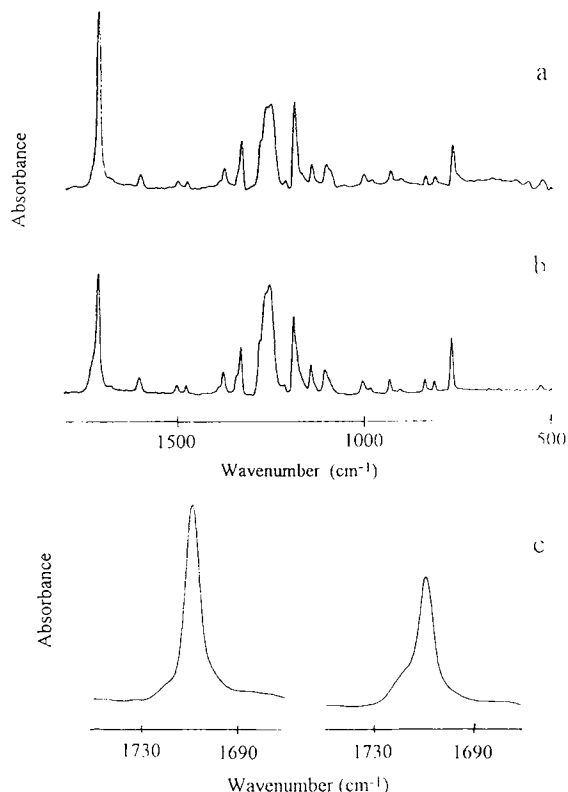 a
Absorbance
b
1500 1000 500
Wavenumber (cm-1)
c
Absorbance
1730 1690 1730 1690
Wavenumber (cm-1)